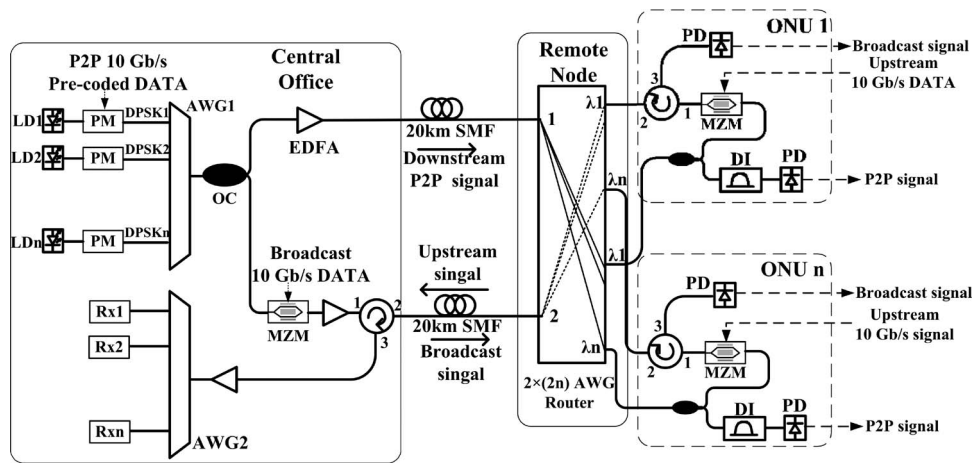 P2P 10 Gb/s
Pre-coded DATA
Central
Office
AWG1
LD1
PM
DPSK1
LD2
PM
DPSK2
LDn
PM
DPSKn
OC
EDFA
Broadcast
10 Gb/s DATA
MZM
1
2
3
Rx1
Rx2
Rxn
AWG2
20km SMF
Downstream
P2P signal
Upstream
singal
20km SMF
Broadcast
singal
Remote
Node
1
2
λ1
λn
λ1
λn
2×(2n) AWG
Router
ONU 1
PD
3
2
1
MZM
DI
PD
Broadcast signal
Upstream
10 Gb/s DATA
P2P signal
ONU n
PD
3
2
1
MZM
DI
PD
Broadcast signal
Upstream
10 Gb/s signal
P2P signal